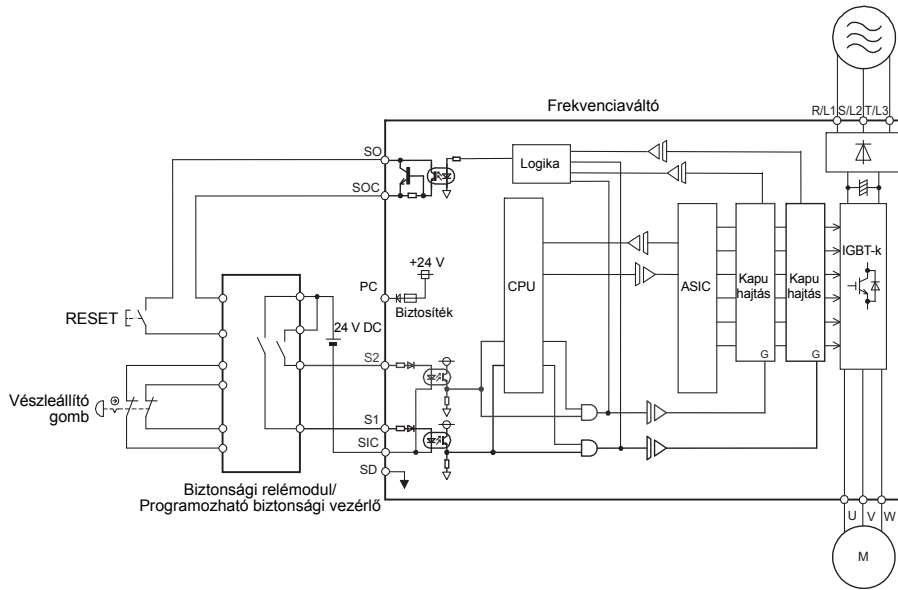 Frekvenciaváltó
R/L1 S/L2 T/L3
SO
SOC
Logika
+24 V
PC
Biztosíték
CPU
ASIC
Kapu
hajtás
G
Kapu
hajtás
G
IGBT-k
RESET
24 V DC
S2
Vészleállító
gomb
S1
SIC
SD
Biztonsági relémodul/
Programozható biztonsági vezérlő
U V W
M